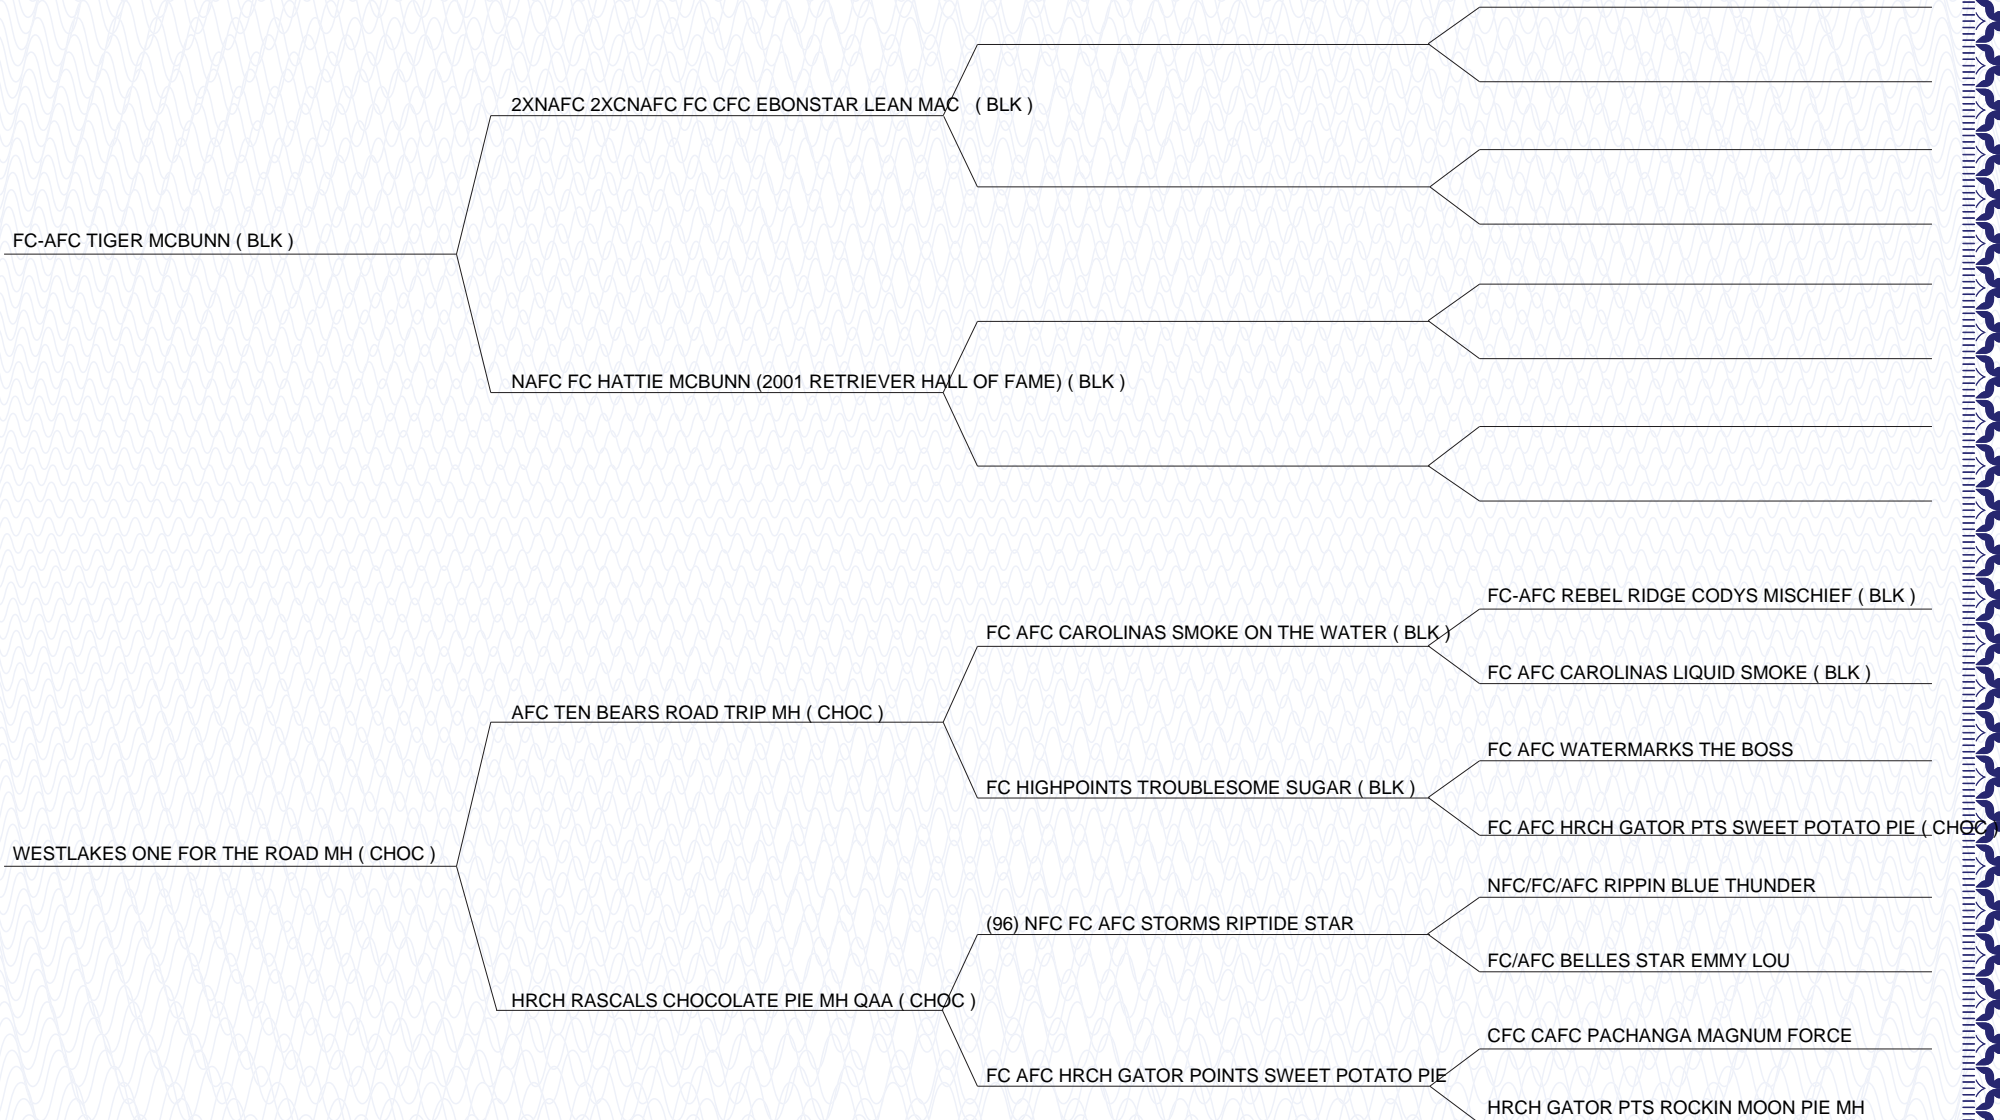 2XNAFC 2XCNAFC FC CFC EBONSTAR LEAN MAC ( BLK )
FC-AFC TIGER MCBUNN ( BLK )
NAFC FC HATTIE MCBUNN (2001 RETRIEVER HALL OF FAME) ( BLK )
FC-AFC REBEL RIDGE CODYS MISCHIEF ( BLK )
FC AFC CAROLINAS SMOKE ON THE WATER ( BLK )
FC AFC CAROLINAS LIQUID SMOKE ( BLK )
AFC TEN BEARS ROAD TRIP MH ( CHOC )
FC AFC WATERMARKS THE BOSS
FC HIGHPOINTS TROUBLESOME SUGAR ( BLK )
FC AFC HRCH GATOR PTS SWEET POTATO PIE ( CHOC )
WESTLAKES ONE FOR THE ROAD MH ( CHOC )
NFC/FC/AFC RIPPIN BLUE THUNDER
(96) NFC FC AFC STORMS RIPTIDE STAR
FC/AFC BELLES STAR EMMY LOU
HRCH RASCALS CHOCOLATE PIE MH QAA ( CHOC )
CFC CAFC PACHANGA MAGNUM FORCE
FC AFC HRCH GATOR POINTS SWEET POTATO PIE
HRCH GATOR PTS ROCKIN MOON PIE MH